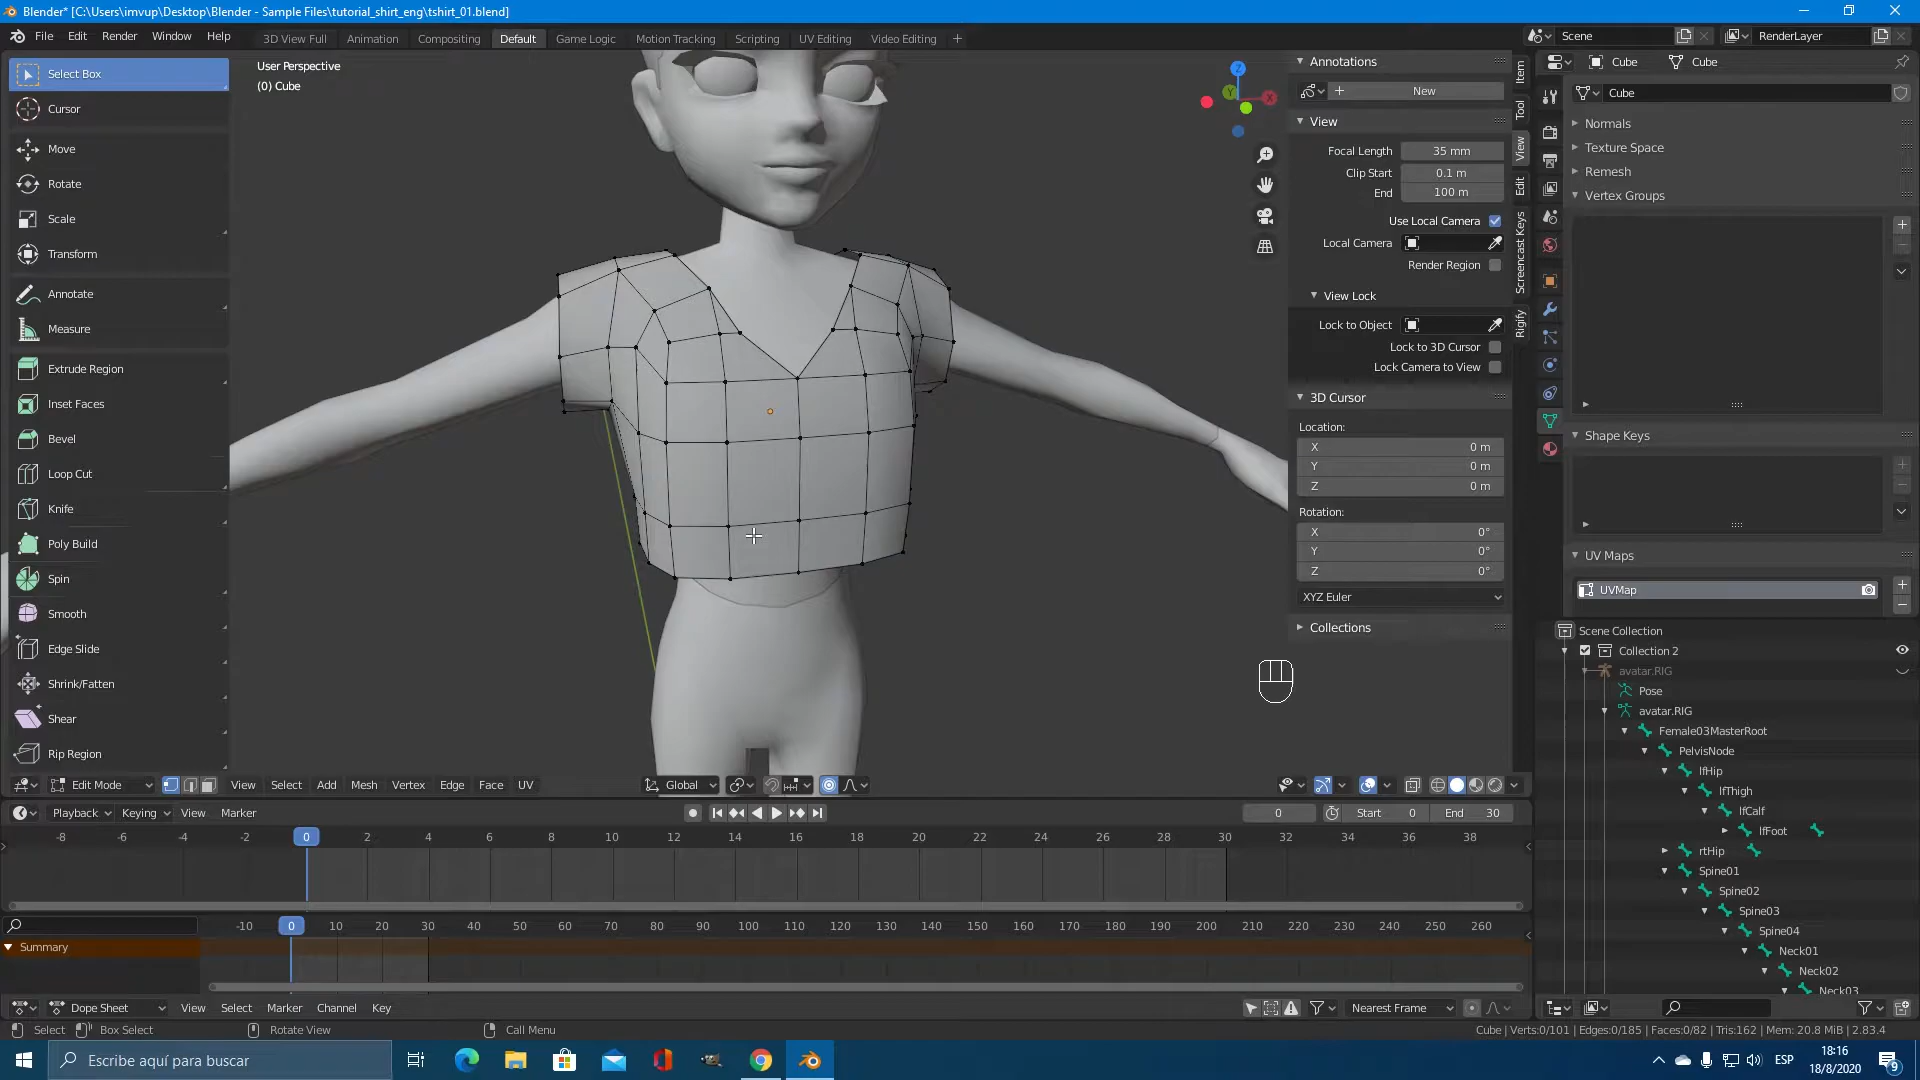 Blender* [C:\Users\imvup\Desktop\Blender - Sample Files\tutorial_shirt_eng\tshirt_01.blend]
File Edit Render Window Help
3D View Full Animation Compositing Default Game Logic Motion Tracking Scripting UV Editing Video Editing +
Scene RenderLayer
Select Box
Cursor
Move
Rotate
Scale
Transform
Annotate
Measure
Extrude Region
Inset Faces
Bevel
Loop Cut
Knife
Poly Build
Spin
Smooth
Edge Slide
Shrink/Fatten
Shear
Rip Region
User Perspective
(0) Cube
Z
Y
X
Annotations
New
View
Focal Length 35 mm
Clip Start 0.1 m
End 100 m
Use Local Camera
Local Camera
Render Region
View Lock
Lock to Object
Lock to 3D Cursor
Lock Camera to View
3D Cursor
Location:
X 0 m
Y 0 m
Z 0 m
Rotation:
X 0°
Y 0°
Z 0°
XYZ Euler
Collections
Item
Tool
View
Edit
Screencast Keys
Rigify
Cube Cube
Cube
Normals
Texture Space
Remesh
Vertex Groups
Shape Keys
UV Maps
UVMap
Scene Collection
Collection 2
avatar.RIG
Pose
avatar.RIG
Female03MasterRoot
PelvisNode
lfHip
lfThigh
lfCalf
lfFoot
rtHip
Spine01
Spine02
Spine03
Spine04
Neck01
Neck02
Neck03
Edit Mode View Select Add Mesh Vertex Edge Face UV Global
Playback Keying View Marker 0 Start 0 End 30
-8 -6 -4 -2 0 2 4 6 8 10 12 14 16 18 20 22 24 26 28 30 32 34 36 38
-10 0 10 20 30 40 50 60 70 80 90 100 110 120 130 140 150 160 170 180 190 200 210 220 230 240 250 260
Summary
Dope Sheet View Select Marker Channel Key Nearest Frame
Select Box Select Rotate View Call Menu Cube | Verts:0/101 | Edges:0/185 | Faces:0/82 | Tris:162 | Mem: 20.8 MiB | 2.83.4
Escribe aquí para buscar
ESP
18:16
18/8/2020
9